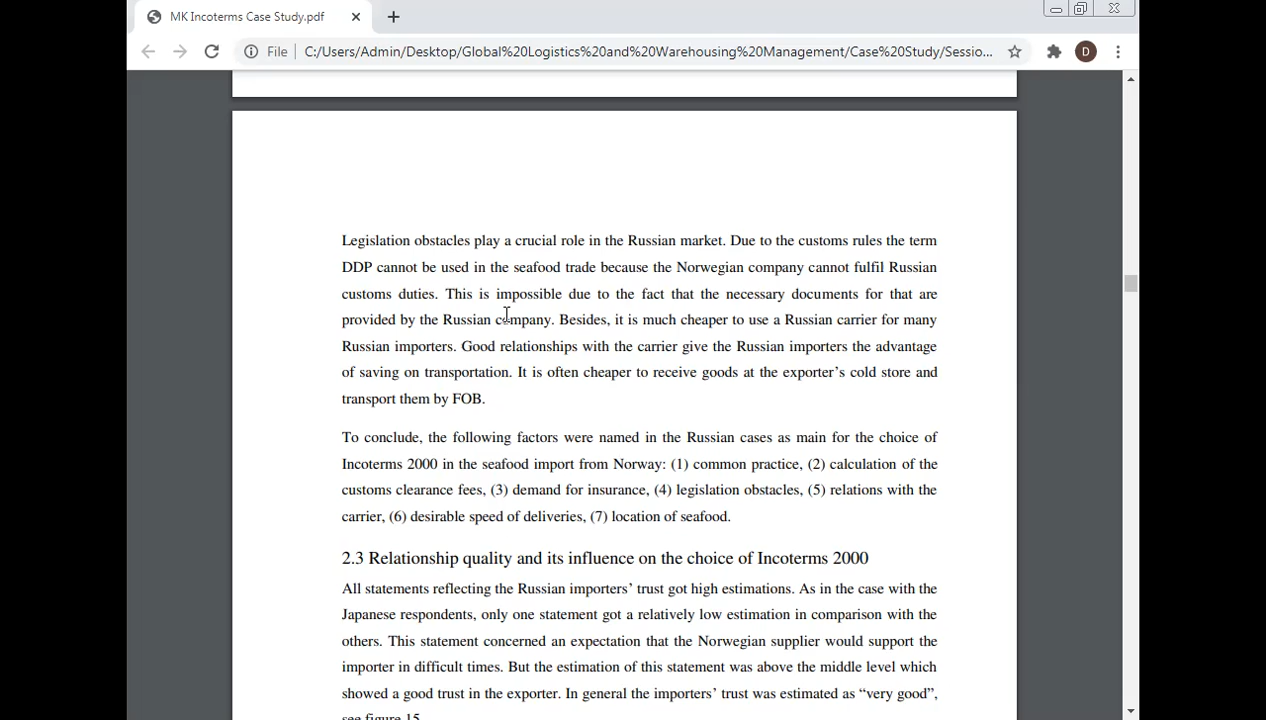 MK Incoterms Case Study.pdf
File C:/Users/Admin/Desktop/Global%20Logistics%20and%20Warehousing%20Management/Case%20Study/Sessio...
D
Legislation obstacles play a crucial role in the Russian market. Due to the customs rules the term
DDP cannot be used in the seafood trade because the Norwegian company cannot fulfil Russian
customs duties. This is impossible due to the fact that the necessary documents for that are
provided by the Russian company. Besides, it is much cheaper to use a Russian carrier for many
Russian importers. Good relationships with the carrier give the Russian importers the advantage
of saving on transportation. It is often cheaper to receive goods at the exporter’s cold store and
transport them by FOB.
To conclude, the following factors were named in the Russian cases as main for the choice of
Incoterms 2000 in the seafood import from Norway: (1) common practice, (2) calculation of the
customs clearance fees, (3) demand for insurance, (4) legislation obstacles, (5) relations with the
carrier, (6) desirable speed of deliveries, (7) location of seafood.
2.3 Relationship quality and its influence on the choice of Incoterms 2000
All statements reflecting the Russian importers’ trust got high estimations. As in the case with the
Japanese respondents, only one statement got a relatively low estimation in comparison with the
others. This statement concerned an expectation that the Norwegian supplier would support the
importer in difficult times. But the estimation of this statement was above the middle level which
showed a good trust in the exporter. In general the importers’ trust was estimated as “very good”,
see figure 15.